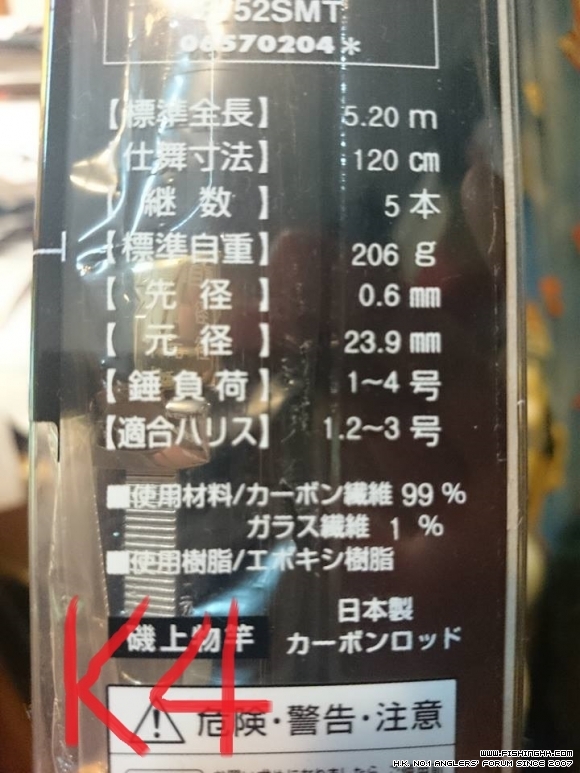 52SMT
06570204*
【標準全長】 5.20 m
仕舞寸法】 120 cm
【継数】 5 本
【標準自重】 206 g
【先径】 0.6 mm
【元径】 23.9 mm
【錘負荷】 1~4 号
【適合ハリス】 1.2~3 号
■使用材料/カーボン繊維 99 %
ガラス繊維 1 %
■使用樹脂/エポキシ樹脂
磯上物竿
日本製
カーボンロッド
K4
⚠危険・警告・注意
WWW.FISHINGHK.COM
H.K. NO.1 ANGLERS' FORUM SINCE 2007